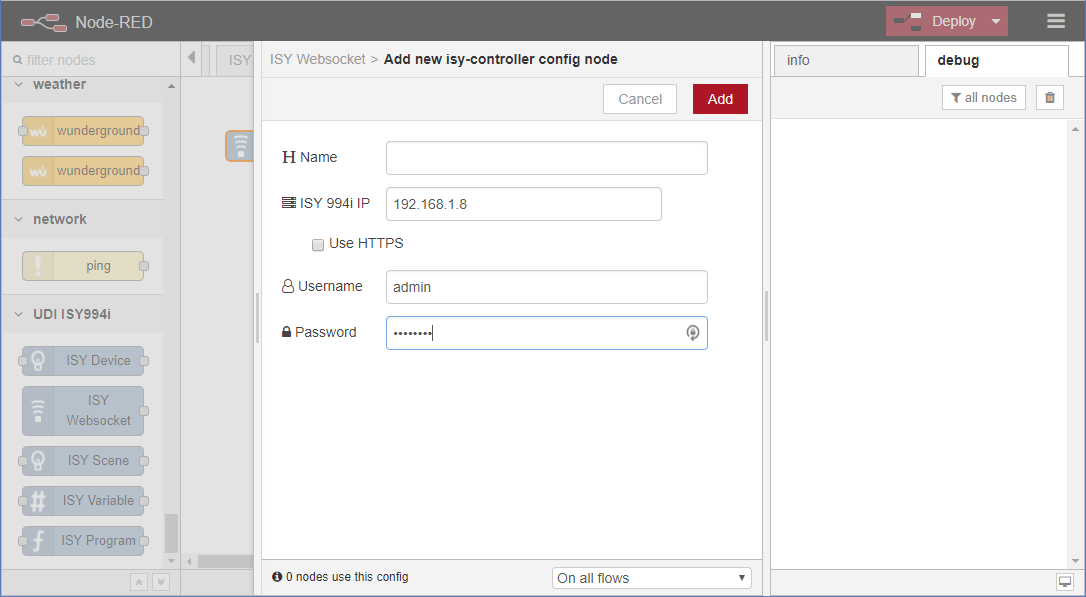 Node-RED
Deploy
filter nodes
weather
wunderground
wunderground
network
ping
UDI ISY994i
ISY Device
ISY
Websocket
ISY Scene
ISY Variable
ISY Program
ISY
ISY Websocket > Add new isy-controller config node
Cancel
Add
Name
ISY 994i IP
192.168.1.8
Use HTTPS
Username
admin
Password
••••••••
0 nodes use this config
On all flows
info
debug
all nodes